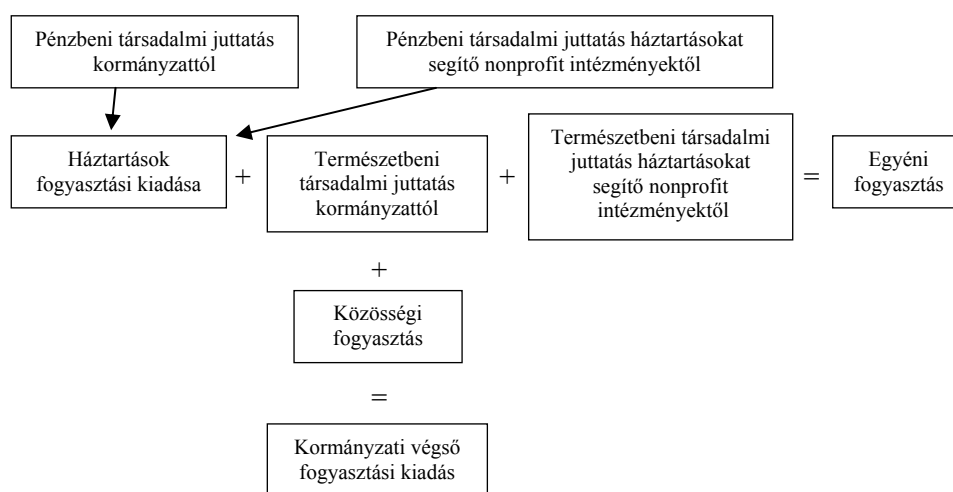 Pénzbeni társadalmi juttatás
kormányzattól
Pénzbeni társadalmi juttatás háztartásokat
segítő nonprofit intézményektől
Háztartások
fogyasztási kiadása
+
Természetbeni
társadalmi juttatás
kormányzattól
+
Természetbeni társadalmi
juttatás háztartásokat
segítő nonprofit
intézményektől
=
Egyéni
fogyasztás
+
Közösségi
fogyasztás
=
Kormányzati végső
fogyasztási kiadás